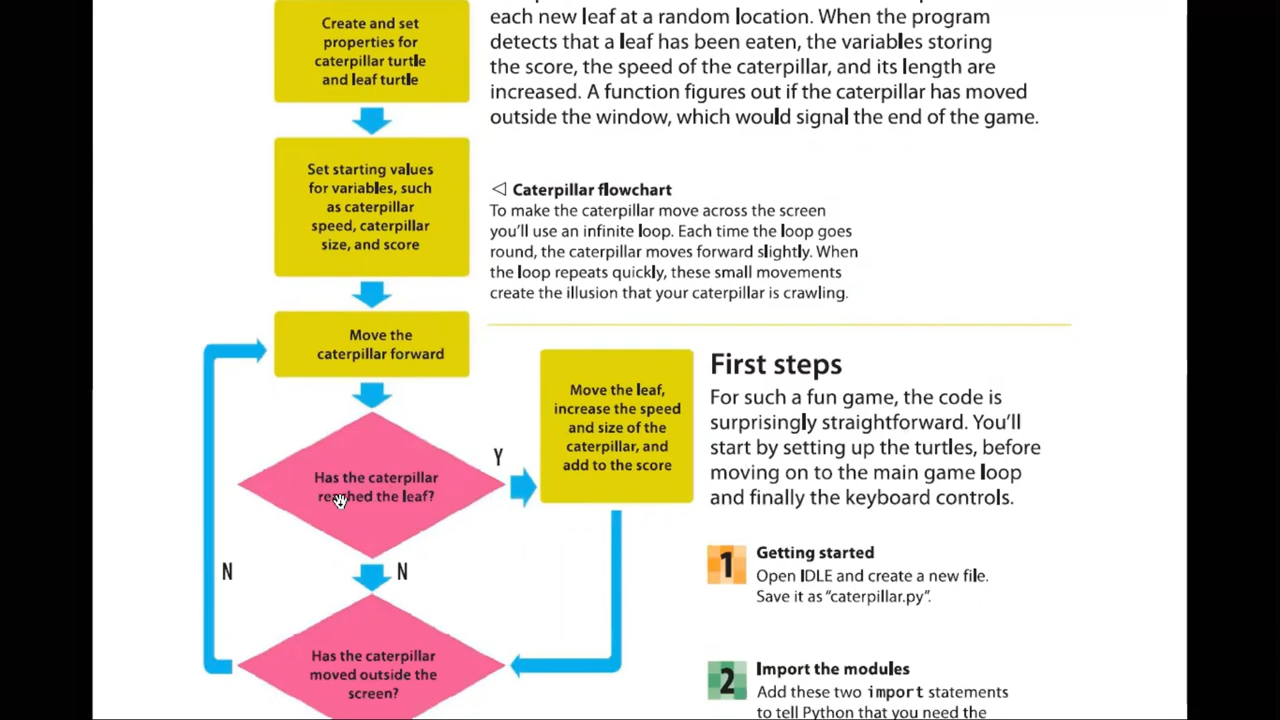 Create and set
properties for
caterpillar turtle
and leaf turtle
Set starting values
for variables, such
as caterpillar
speed, caterpillar
size, and score
Move the
caterpillar forward
Has the caterpillar
reached the leaf?
Y
N
N
Move the leaf,
increase the speed
and size of the
caterpillar, and
add to the score
Has the caterpillar
moved outside the
screen?
each new leaf at a random location. When the program
detects that a leaf has been eaten, the variables storing
the score, the speed of the caterpillar, and its length are
increased. A function figures out if the caterpillar has moved
outside the window, which would signal the end of the game.
◁ Caterpillar flowchart
To make the caterpillar move across the screen
you'll use an infinite loop. Each time the loop goes
round, the caterpillar moves forward slightly. When
the loop repeats quickly, these small movements
create the illusion that your caterpillar is crawling.
First steps
For such a fun game, the code is
surprisingly straightforward. You'll
start by setting up the turtles, before
moving on to the main game loop
and finally the keyboard controls.
1
Getting started
Open IDLE and create a new file.
Save it as "caterpillar.py".
2
Import the modules
Add these two import statements
to tell Python that you need the